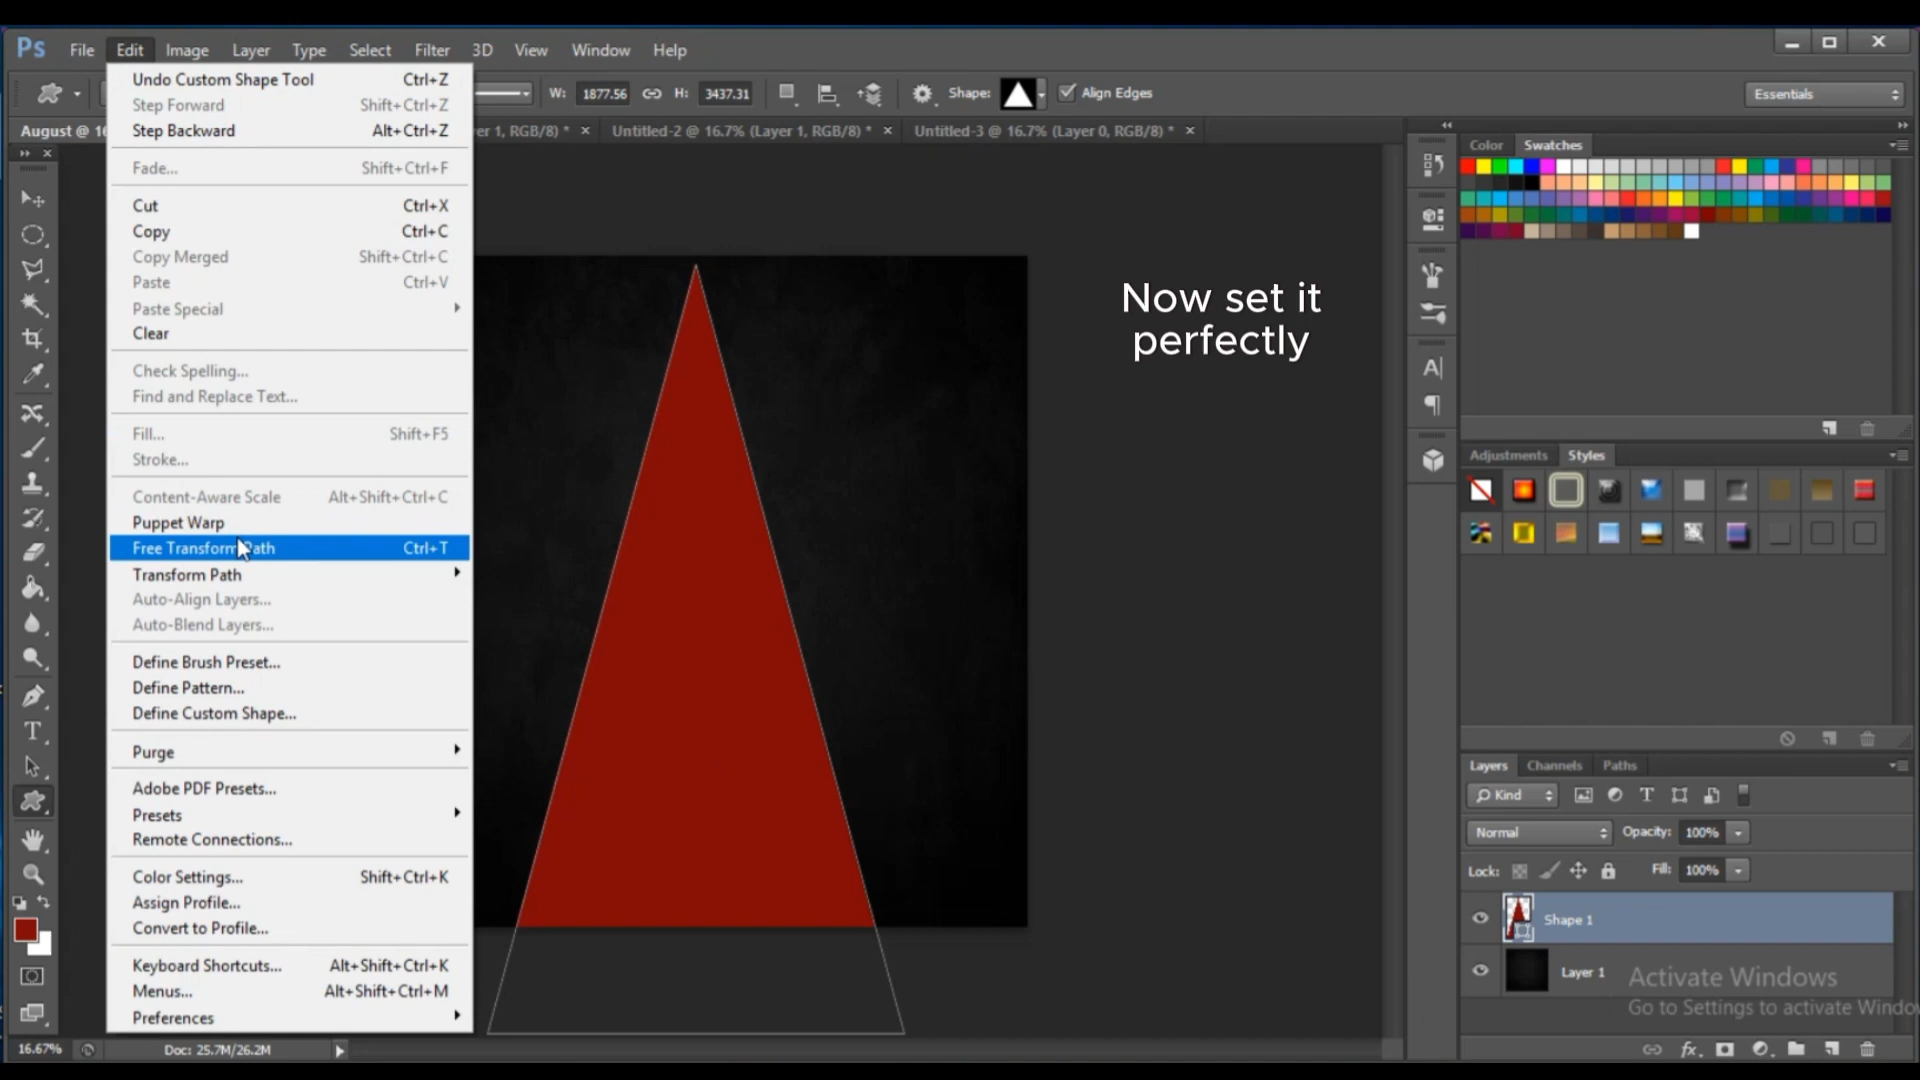 Ps File Edit Image Layer Type Select Filter 3D View Window Help
W: 1877.56 H: 3437.31 Shape: Align Edges Essentials
August @ 16 er 1, RGB/8) * × Untitled-2 @ 16.7% (Layer 1, RGB/8) * × Untitled-3 @ 16.7% (Layer 0, RGB/8) * ×
Undo Custom Shape Tool Ctrl+Z
Step Forward Shift+Ctrl+Z
Step Backward Alt+Ctrl+Z
Fade... Shift+Ctrl+F
Cut Ctrl+X
Copy Ctrl+C
Copy Merged Shift+Ctrl+C
Paste Ctrl+V
Paste Special
Clear
Check Spelling...
Find and Replace Text...
Fill... Shift+F5
Stroke...
Content-Aware Scale Alt+Shift+Ctrl+C
Puppet Warp
Free Transform Path Ctrl+T
Transform Path
Auto-Align Layers...
Auto-Blend Layers...
Define Brush Preset...
Define Pattern...
Define Custom Shape...
Purge
Adobe PDF Presets...
Presets
Remote Connections...
Color Settings... Shift+Ctrl+K
Assign Profile...
Convert to Profile...
Keyboard Shortcuts... Alt+Shift+Ctrl+K
Menus... Alt+Shift+Ctrl+M
Preferences
16.67% Doc: 25.7M/26.2M
Now set it
perfectly
Color Swatches
Adjustments Styles
Layers Channels Paths
Kind
Normal Opacity: 100%
Lock: Fill: 100%
Shape 1
Layer 1
Activate Windows
Go to Settings to activate Windo